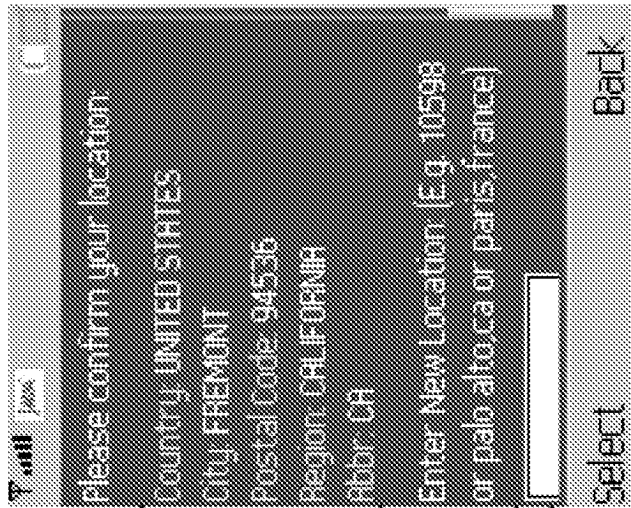 Please confirm your location:
Country: UNITED STATES
City: FREMONT
Postal Code: 94536
Region: CALIFORNIA
Abbr: CA
Enter New Location: (E.g. 10598
or palo alto,ca or paris,france)
Select Back